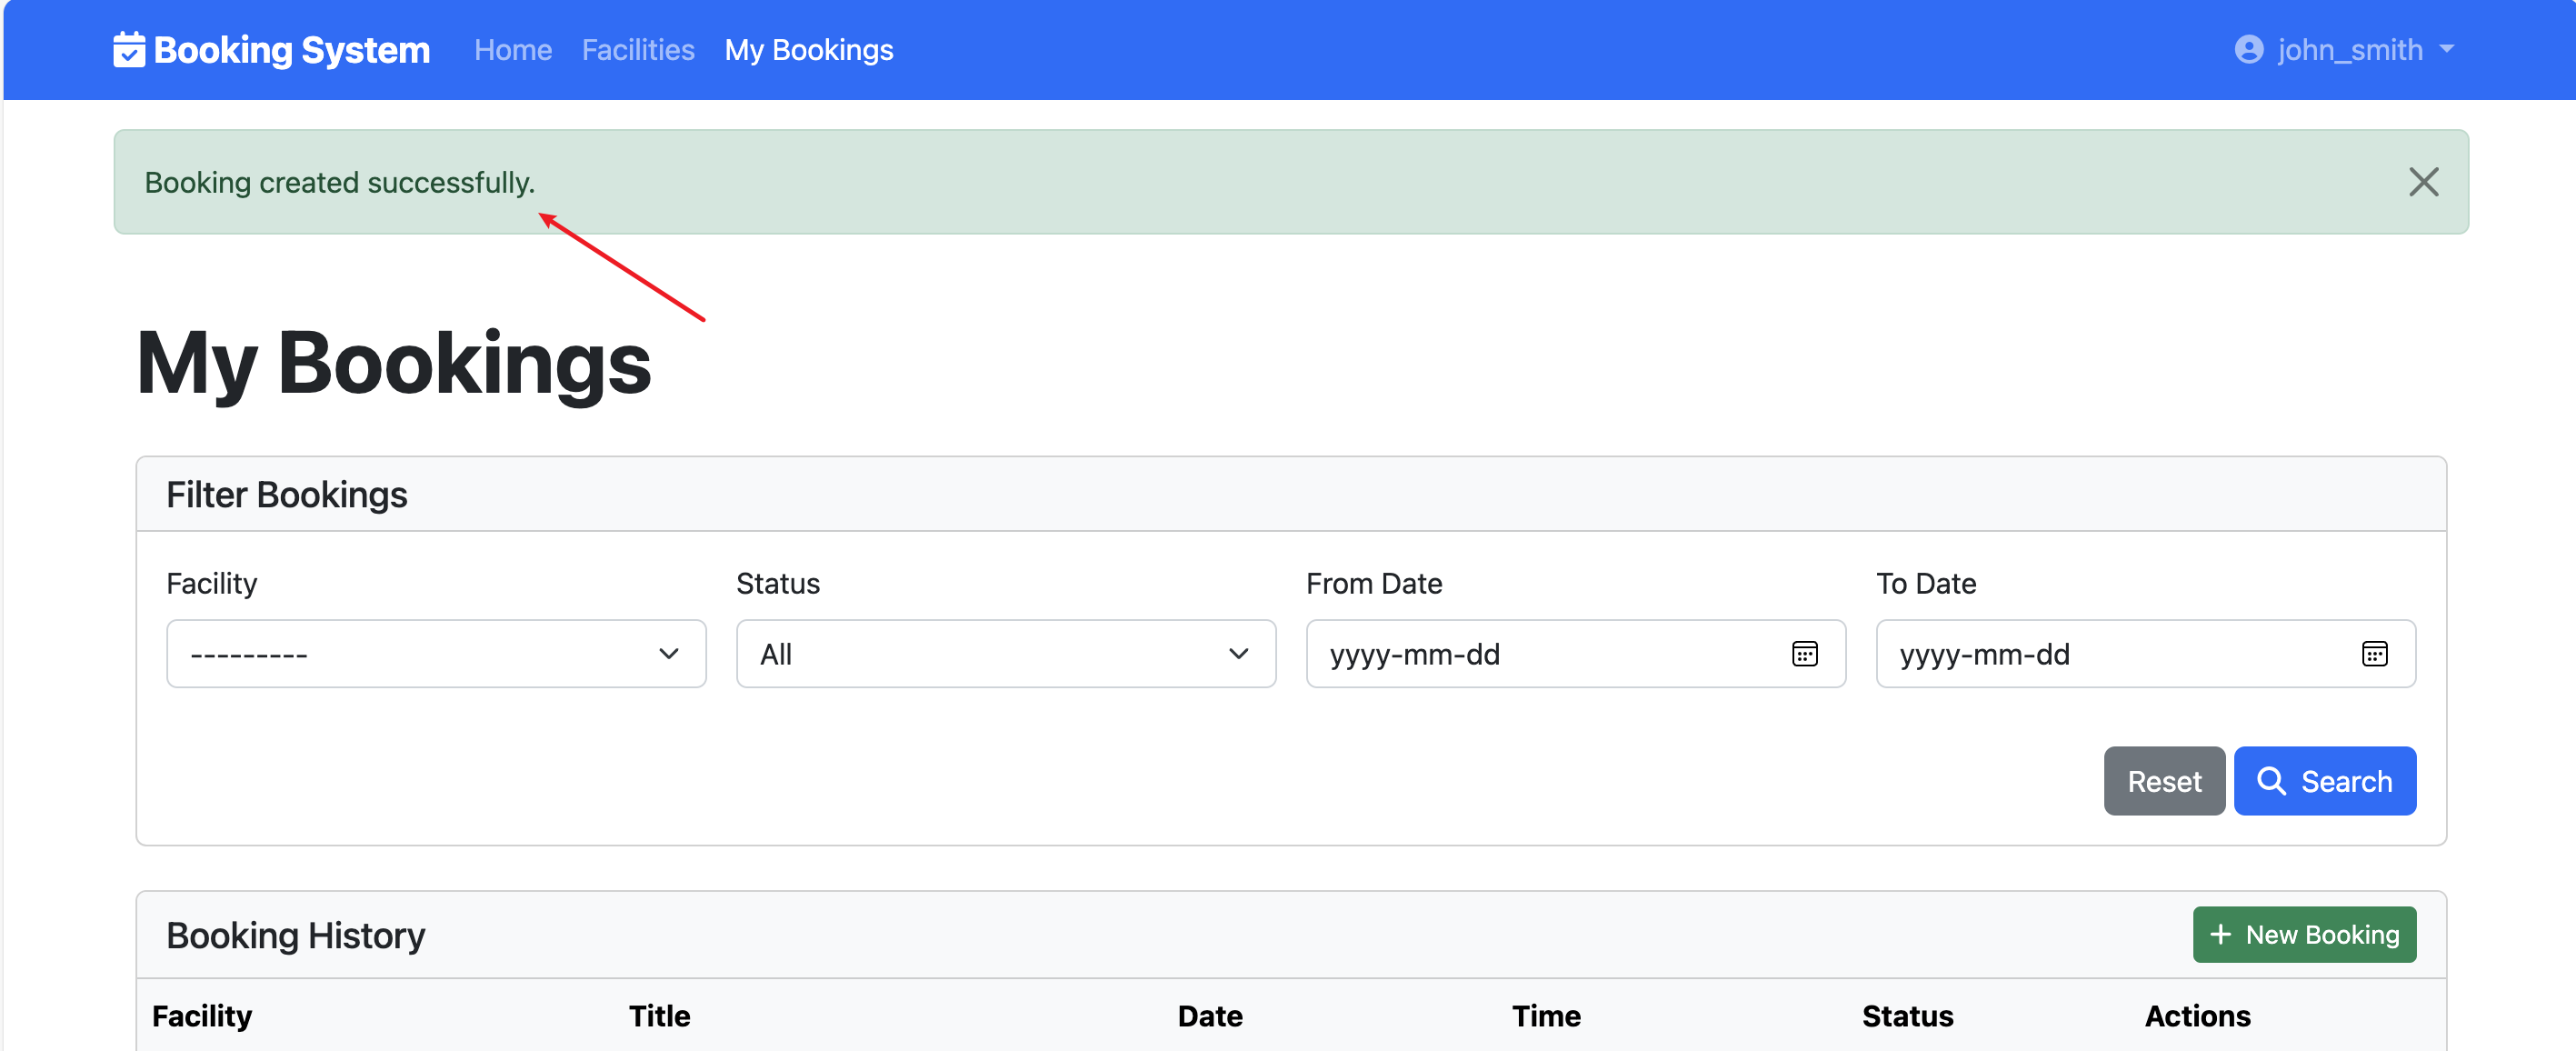 Booking System Home Facilities My Bookings john_smith
Booking created successfully.
My Bookings
Filter Bookings
Facility Status From Date To Date
--------- All yyyy-mm-dd yyyy-mm-dd
Reset Search
Booking History + New Booking
Facility Title Date Time Status Actions